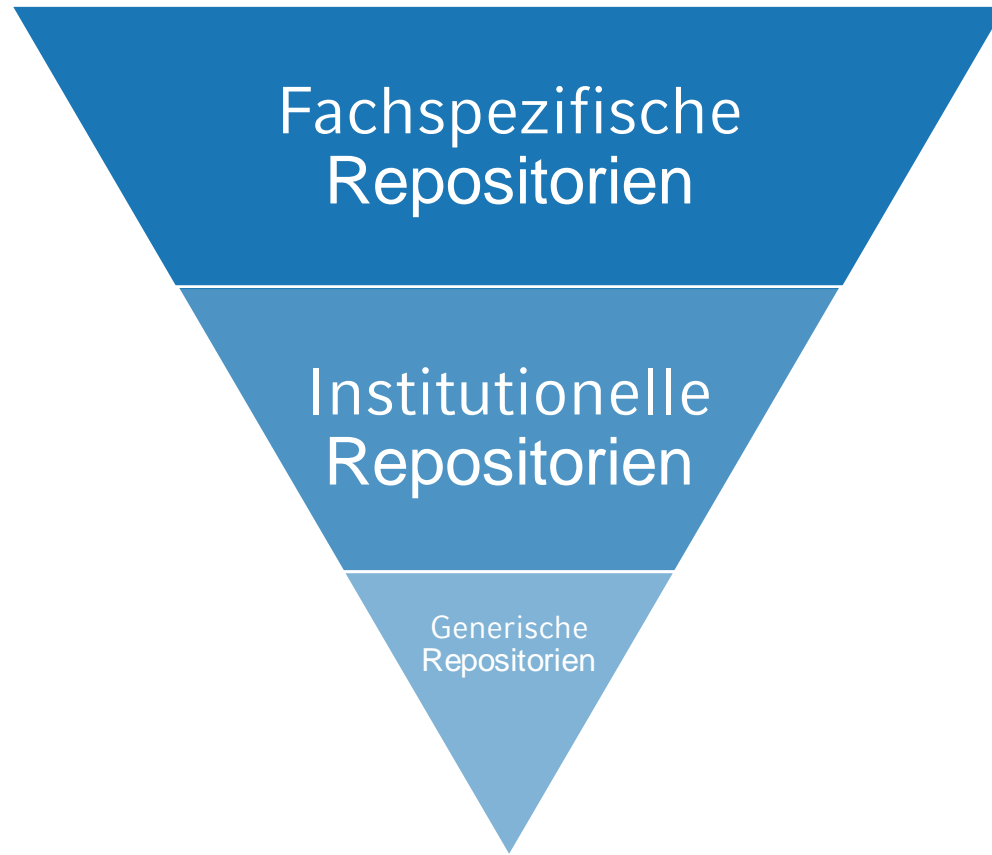 Fachspezifische
Repositorien
Institutionelle
Repositorien
Generische
Repositorien